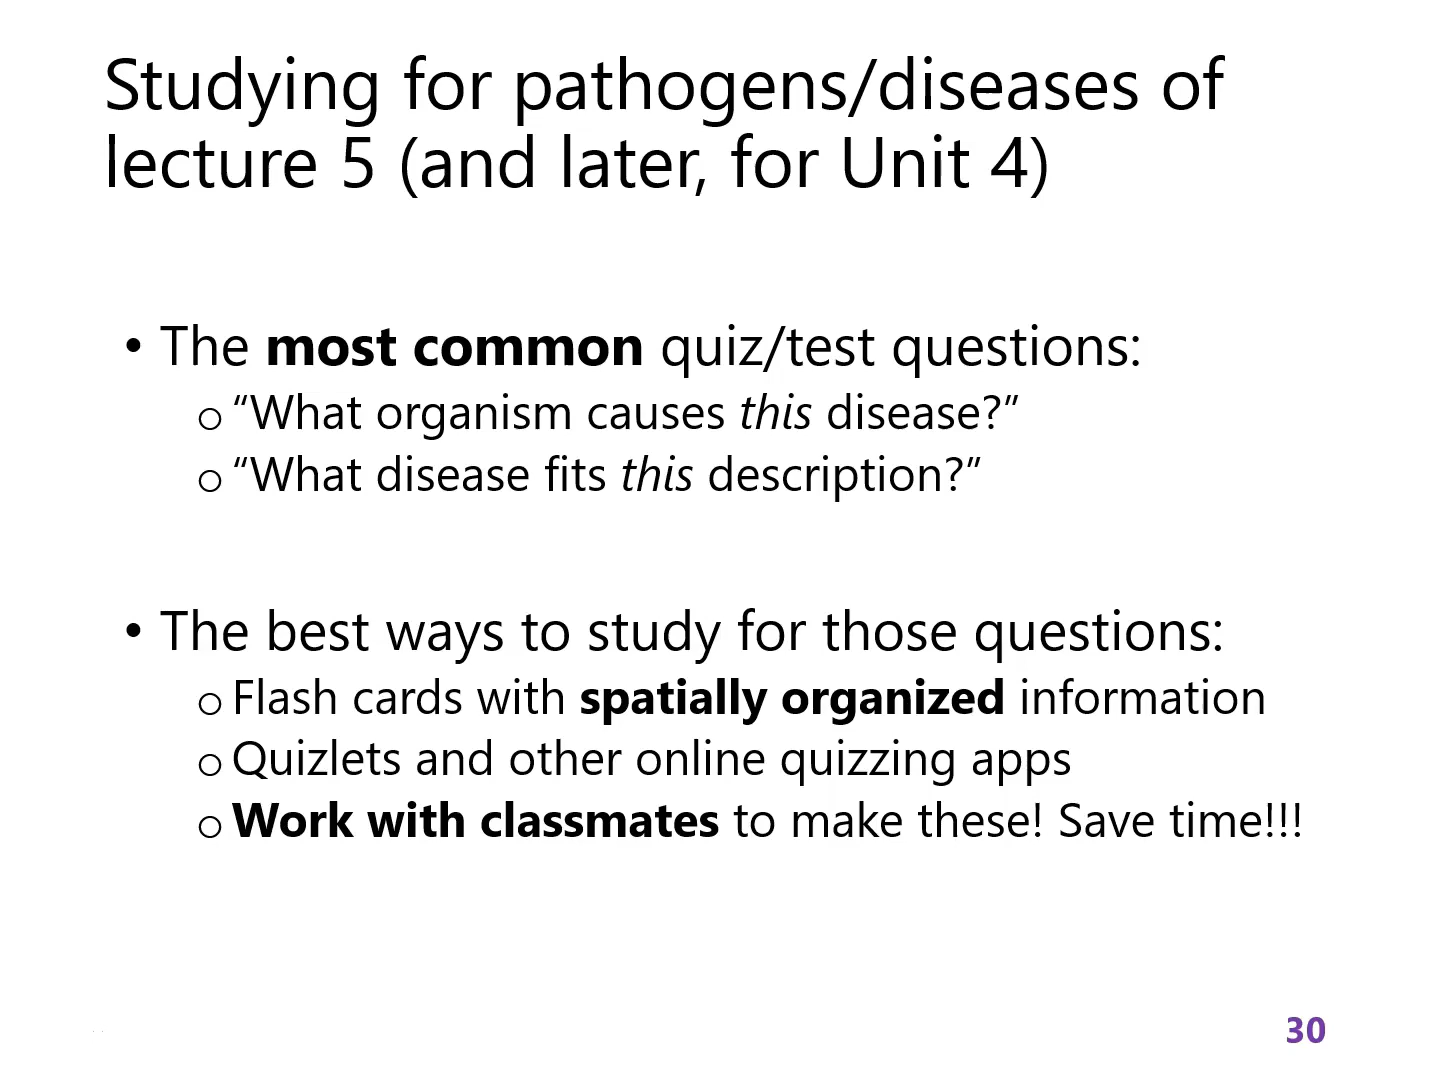 Studying for pathogens/diseases of
lecture 5 (and later, for Unit 4)
• The most common quiz/test questions:
o “What organism causes this disease?”
o “What disease fits this description?”
• The best ways to study for those questions:
o Flash cards with spatially organized information
o Quizlets and other online quizzing apps
o Work with classmates to make these! Save time!!!
30